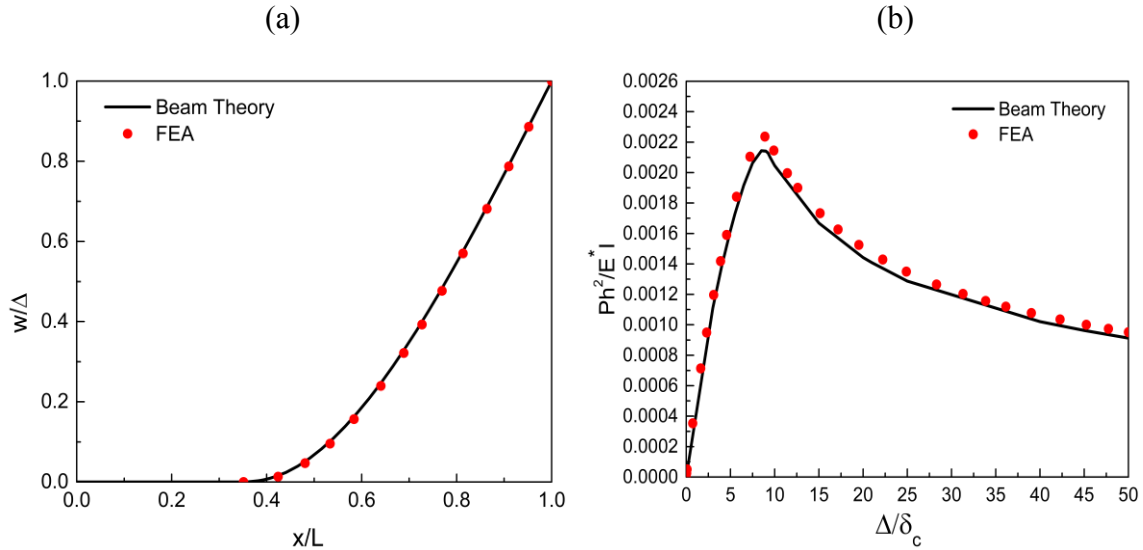 (a)
(b)
Beam Theory
FEA
1.0
0.8
0.6
0.4
0.2
0.0
w/Δ
0.0 0.2 0.4 0.6 0.8 1.0
x/L
Beam Theory
FEA
0.0026
0.0024
0.0022
0.0020
0.0018
0.0016
0.0014
0.0012
0.0010
0.0008
0.0006
0.0004
0.0002
0.0000
Ph²/E* I
0 5 10 15 20 25 30 35 40 45 50
Δ/δc